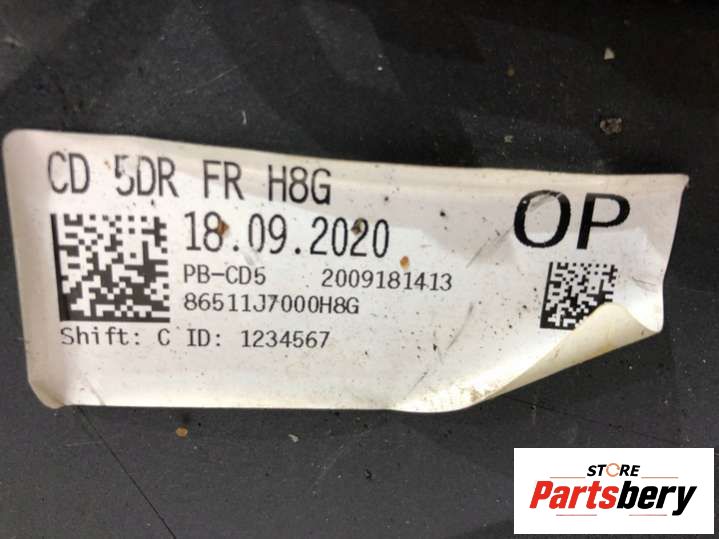 CD 5DR FR H8G
OP
18.09.2020
PB-CD5 2009181413
86511J7000H8G
Shift: C ID: 1234567
STORE
Partsbery